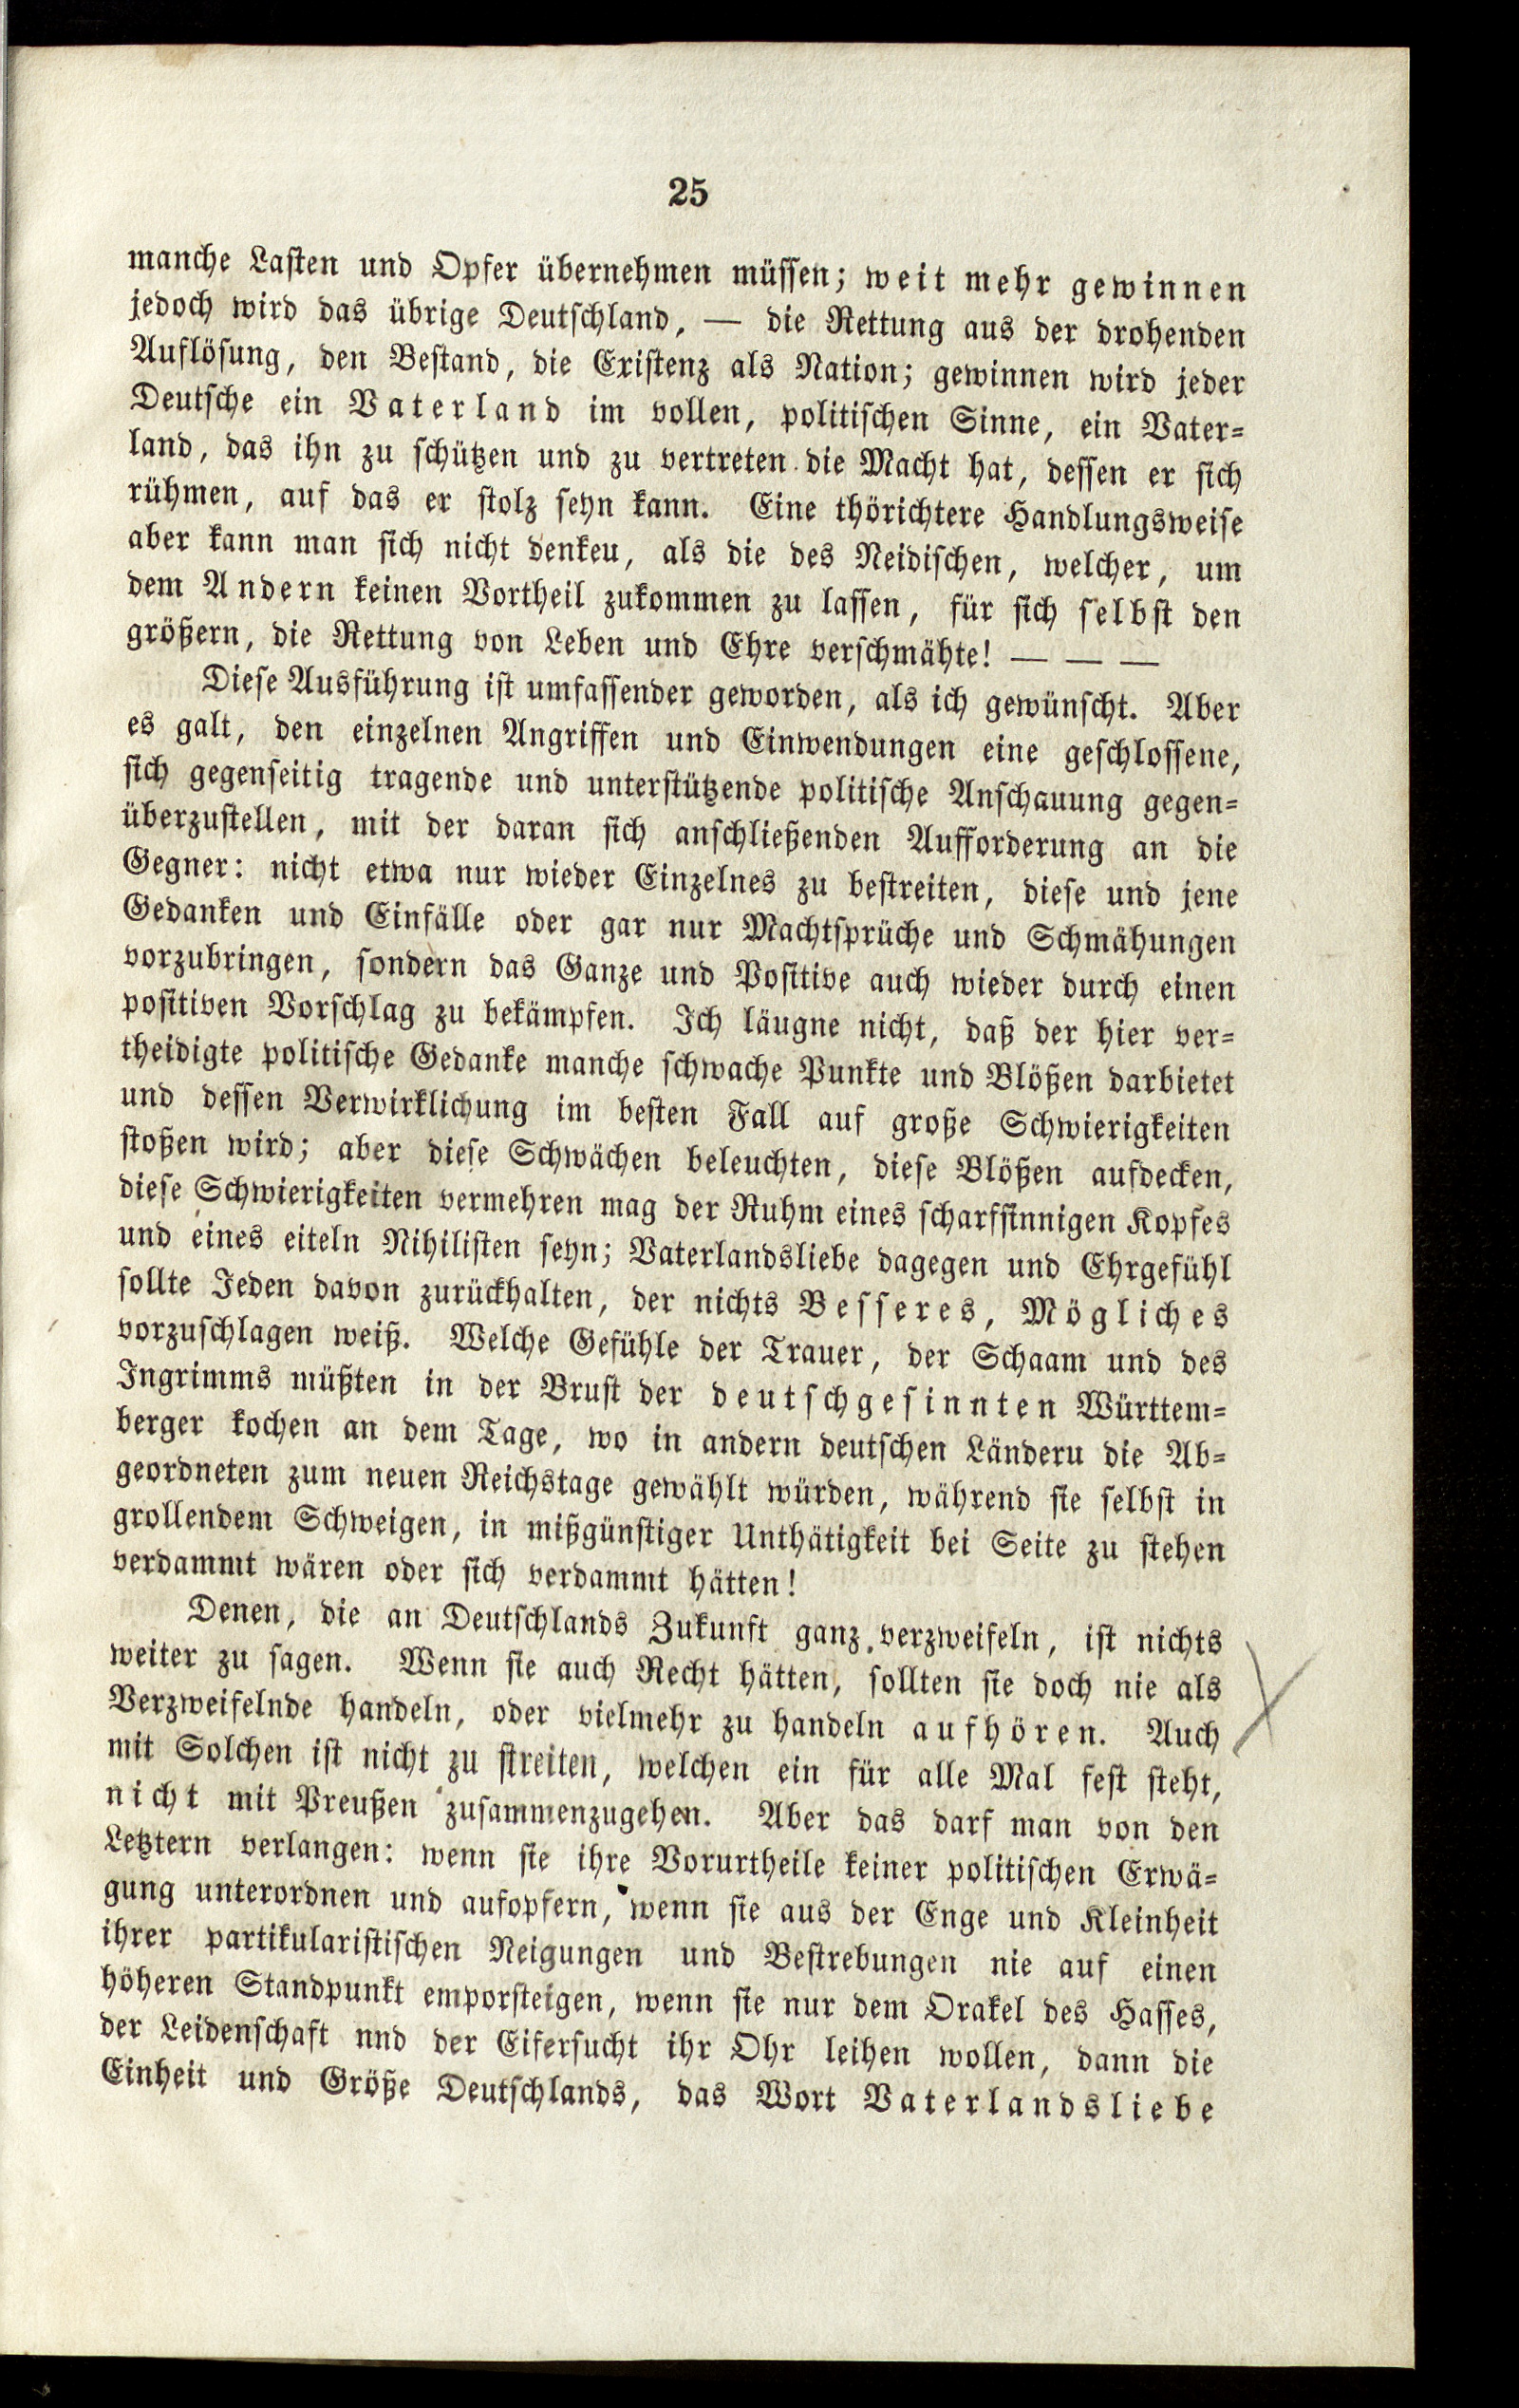 25
manche Lasten und Opfer übernehmen müssen; weit mehr gewinnen
jedoch wird das übrige Deutschland, — die Rettung aus der drohenden
Auflösung, den Bestand, die Existenz als Nation; gewinnen wird jeder
Deutsche ein Vaterland im vollen, politischen Sinne, ein Vater-
land, das ihn zu schützen und zu vertreten die Macht hat, dessen er sich
rühmen, auf das er stolz seyn kann. Eine thörichtere Handlungsweise
aber kann man sich nicht denkeu, als die des Neidischen, welcher, um
dem Andern keinen Vortheil zukommen zu lassen, für sich selbst den
größern, die Rettung von Leben und Ehre verschmähte! — — —
Diese Ausführung ist umfassender geworden, als ich gewünscht. Aber
es galt, den einzelnen Angriffen und Einwendungen eine geschlossene,
sich gegenseitig tragende und unterstützende politische Anschauung gegen-
überzustellen, mit der daran sich anschließenden Aufforderung an die
Gegner: nicht etwa nur wieder Einzelnes zu bestreiten, diese und jene
Gedanken und Einfälle oder gar nur Machtsprüche und Schmähungen
vorzubringen, sondern das Ganze und Positive auch wieder durch einen
positiven Vorschlag zu bekämpfen. Ich läugne nicht, daß der hier ver-
theidigte politische Gedanke manche schwache Punkte und Blößen darbietet
und dessen Verwirklichung im besten Fall auf große Schwierigkeiten
stoßen wird; aber diese Schwächen beleuchten, diese Blößen aufdecken,
diese Schwierigkeiten vermehren mag der Ruhm eines scharfsinnigen Kopfes
und eines eiteln Nihilisten seyn; Vaterlandsliebe dagegen und Ehrgefühl
sollte Jeden davon zurückhalten, der nichts Besseres, Mögliches
vorzuschlagen weiß. Welche Gefühle der Trauer, der Schaam und des
Ingrimms müßten in der Brust der deutschgesinnten Württem-
berger kochen an dem Tage, wo in andern deutschen Länderu die Ab-
geordneten zum neuen Reichstage gewählt würden, während sie selbst in
grollendem Schweigen, in mißgünstiger Unthätigkeit bei Seite zu stehen
verdammt wären oder sich verdammt hätten!
Denen, die an Deutschlands Zukunft ganz verzweifeln, ist nichts
weiter zu sagen. Wenn sie auch Recht hätten, sollten sie doch nie als
Verzweifelnde handeln, oder vielmehr zu handeln aufhören. Auch
mit Solchen ist nicht zu streiten, welchen ein für alle Mal fest steht,
nicht mit Preußen zusammenzugehen. Aber das darf man von den
Letztern verlangen: wenn sie ihre Vorurtheile keiner politischen Erwä-
gung unterordnen und aufopfern, wenn sie aus der Enge und Kleinheit
ihrer partikularistischen Neigungen und Bestrebungen nie auf einen
höheren Standpunkt emporsteigen, wenn sie nur dem Orakel des Hasses,
der Leidenschaft nnd der Eifersucht ihr Ohr leihen wollen, dann die
Einheit und Größe Deutschlands, das Wort Vaterlandsliebe